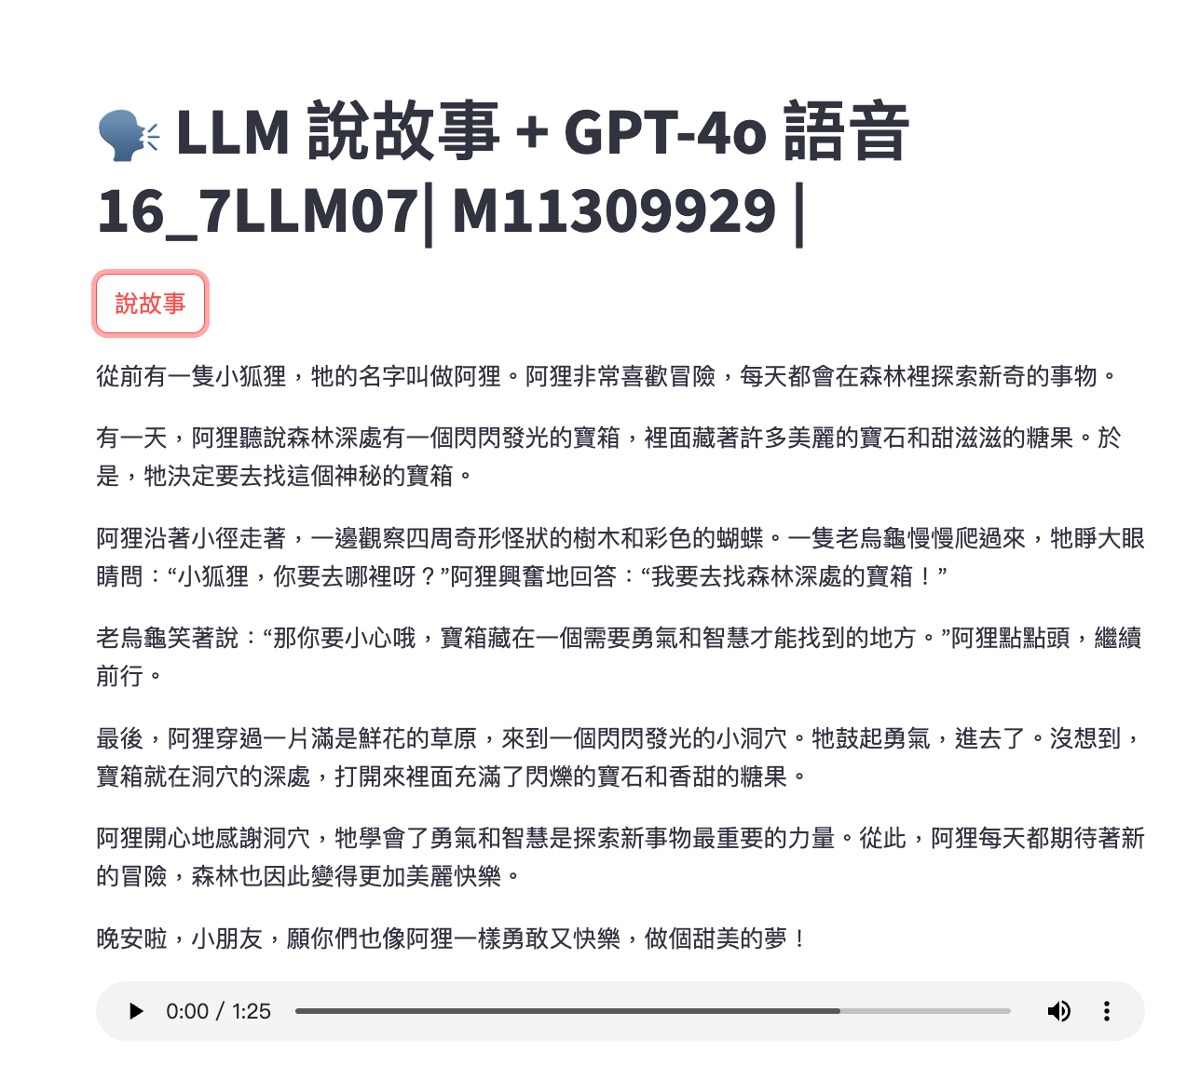 🗣️ LLM 說故事 + GPT-4o 語音
16_7LLM07| M11309929 |
說故事
從前有一隻小狐狸，牠的名字叫做阿狸。阿狸非常喜歡冒險，每天都會在森林裡探索新奇的事物。
有一天，阿狸聽說森林深處有一個閃閃發光的寶箱，裡面藏著許多美麗的寶石和甜滋滋的糖果。於
是，牠決定要去找這個神秘的寶箱。
阿狸沿著小徑走著，一邊觀察四周奇形怪狀的樹木和彩色的蝴蝶。一隻老烏龜慢慢爬過來，牠睜大眼
睛問：“小狐狸，你要去哪裡呀？”阿狸興奮地回答：“我要去找森林深處的寶箱！”
老烏龜笑著說：“那你要小心哦，寶箱藏在一個需要勇氣和智慧才能找到的地方。”阿狸點點頭，繼續
前行。
最後，阿狸穿過一片滿是鮮花的草原，來到一個閃閃發光的小洞穴。牠鼓起勇氣，進去了。沒想到，
寶箱就在洞穴的深處，打開來裡面充滿了閃爍的寶石和香甜的糖果。
阿狸開心地感謝洞穴，牠學會了勇氣和智慧是探索新事物最重要的力量。從此，阿狸每天都期待著新
的冒險，森林也因此變得更加美麗快樂。
晚安啦，小朋友，願你們也像阿狸一樣勇敢又快樂，做個甜美的夢！
0:00 / 1:25